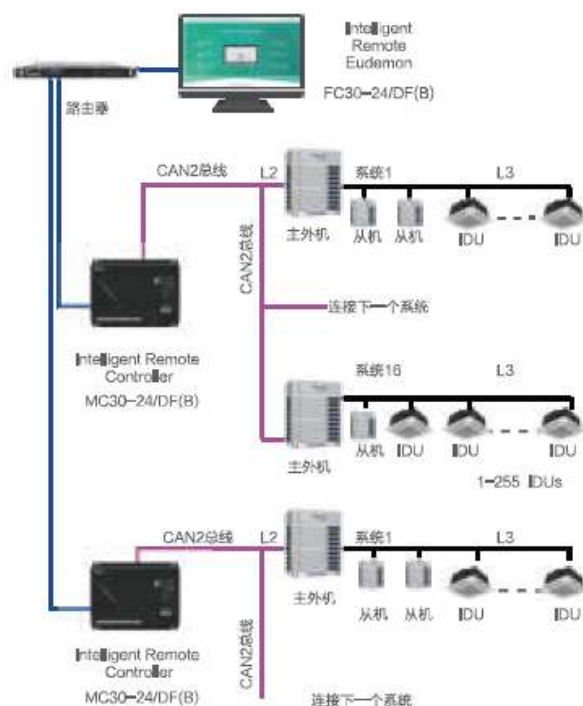 Intelligent
Remote
Eudemon
FC30-24/DF(B)
路由器
CAN2总线
L2
系统1
L3
主外机
从机
从机
IDU
IDU
CAN2总线
连接下一个系统
Intelligent Remote
Controller
MC30-24/DF(B)
系统16
L3
主外机
从机
IDU
IDU
IDU
1-255 IDUs
CAN2总线
L2
系统1
L3
主外机
从机
从机
IDU
IDU
CAN2总线
Intelligent Remote
Controller
MC30-24/DF(B)
连接下一个系统